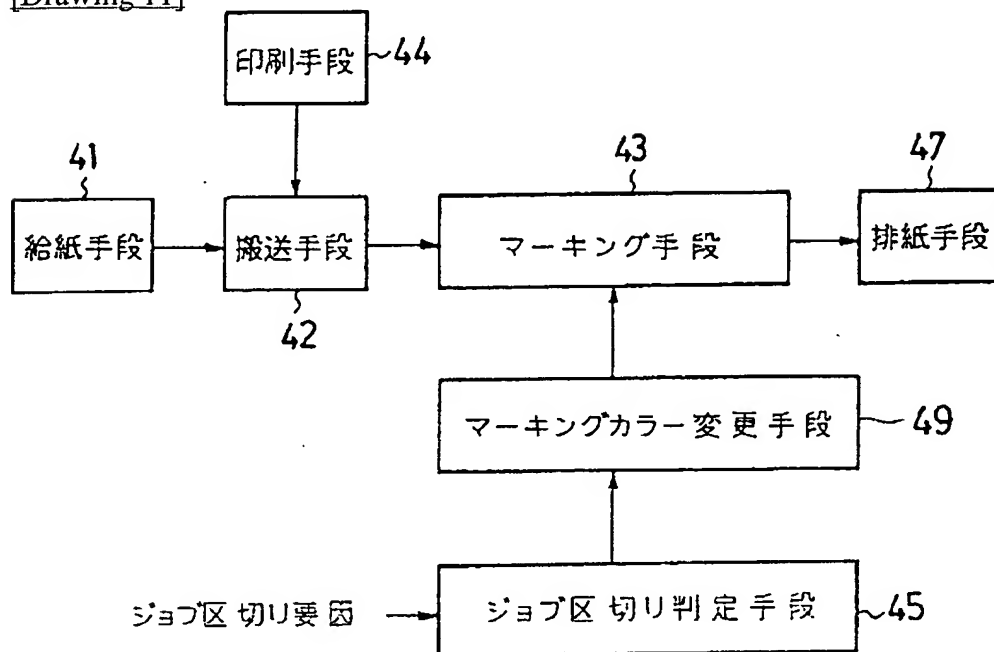 [Drawing 11]
印刷手段
44
41
43
47
給紙手段
搬送手段
マーキング手段
排紙手段
42
マーキングカラー変更手段
49
ジョブ区切り要因
ジョブ区切り判定手段
45